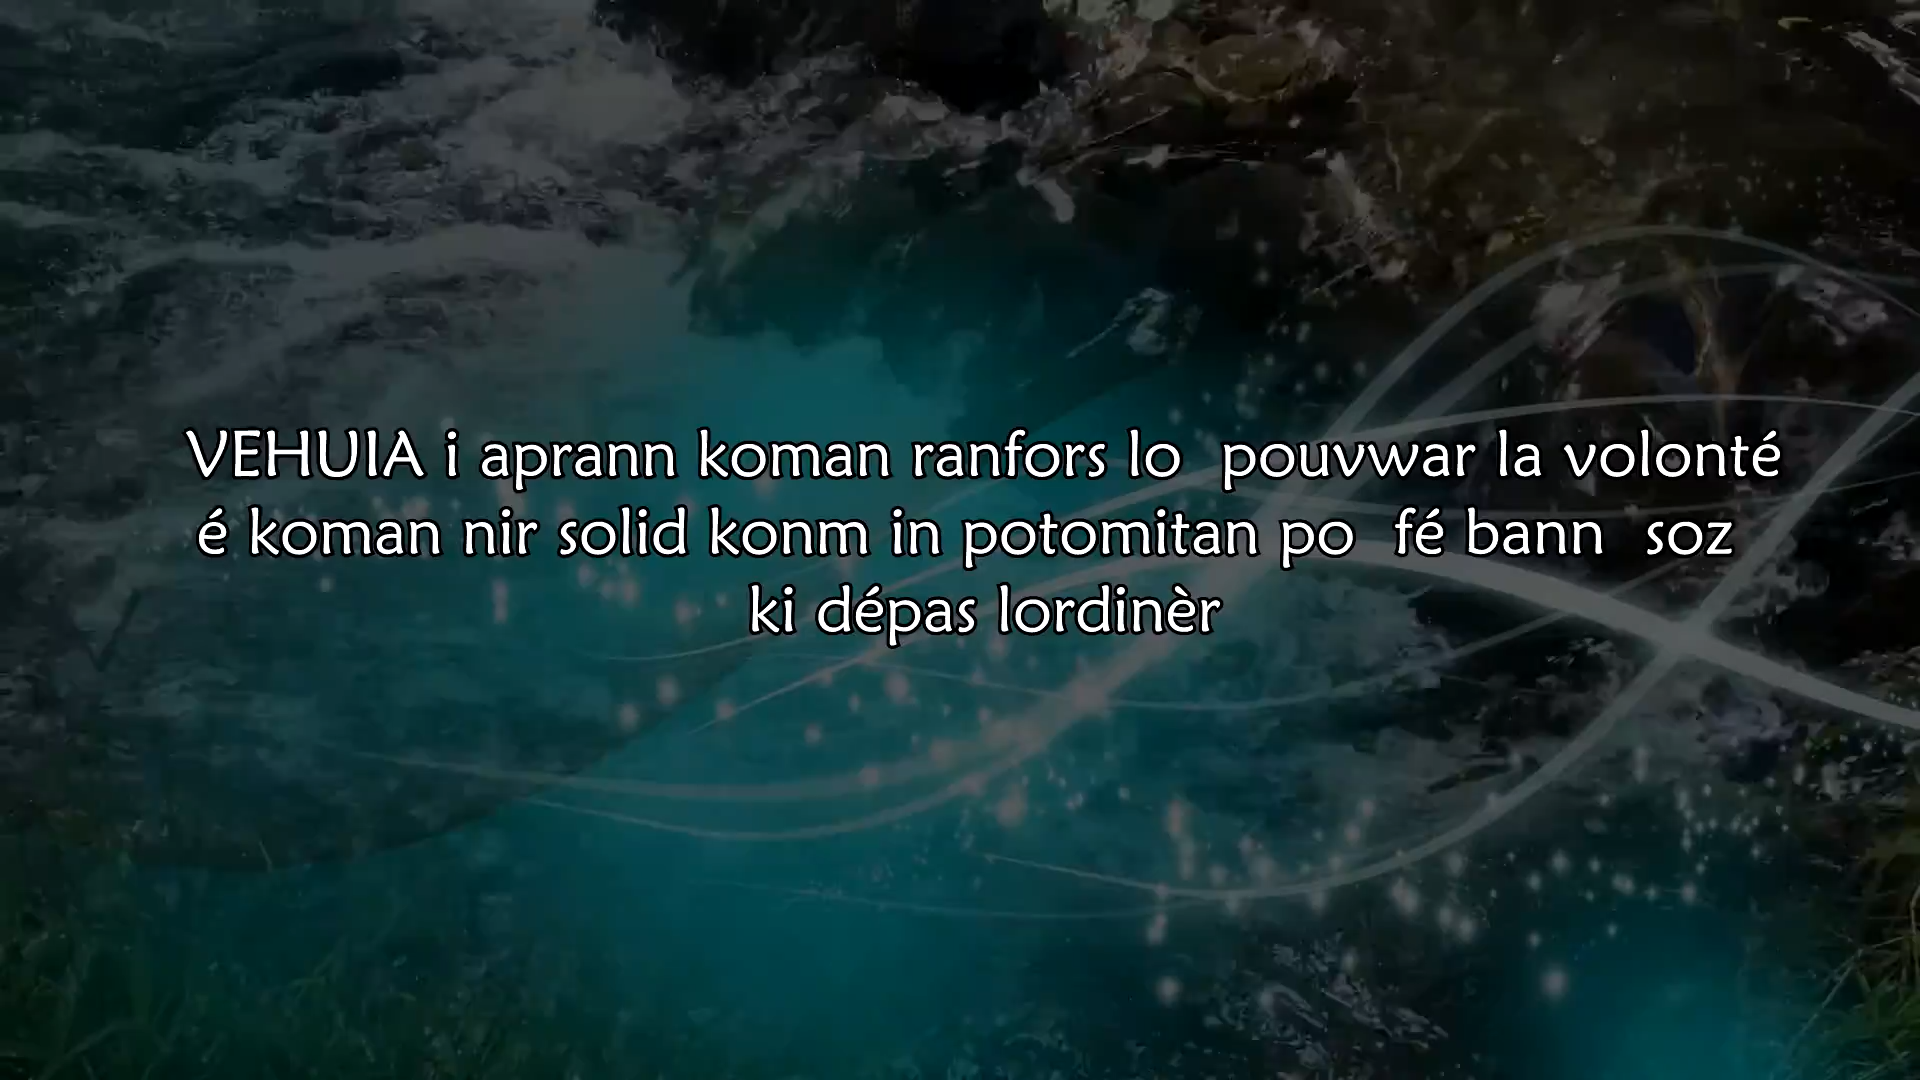 VEHUIA i aprann koman ranfors lo pouvwar la volonté
é koman nir solid konm in potomitan po fé bann soz
ki dépas lordinèr